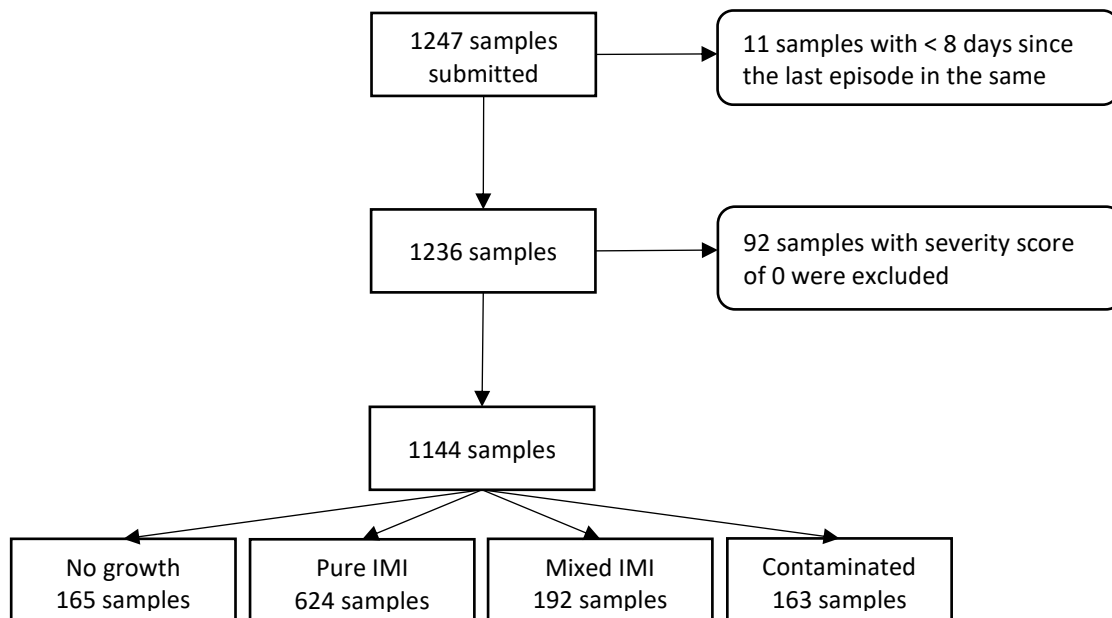 1247 samples
submitted
11 samples with < 8 days since
the last episode in the same
1236 samples
92 samples with severity score
of 0 were excluded
1144 samples
No growth
165 samples
Pure IMI
624 samples
Mixed IMI
192 samples
Contaminated
163 samples